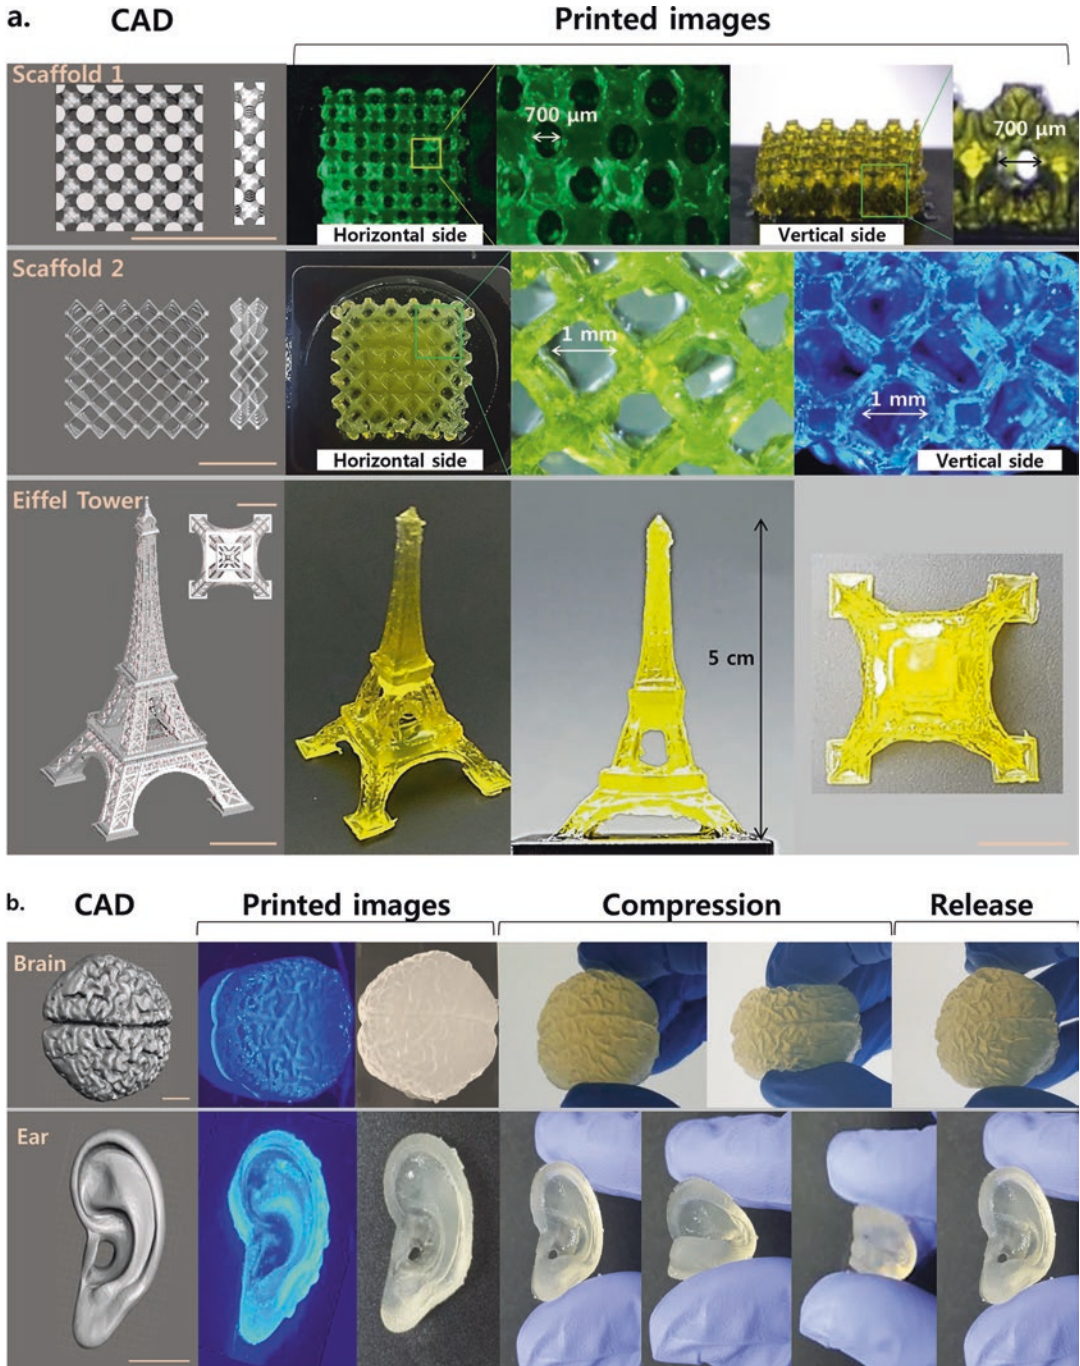 a.
CAD
Printed images
Scaffold 1
700 µm
700 µm
Horizontal side
Vertical side
Scaffold 2
1 mm
1 mm
Horizontal side
Vertical side
Eiffel Tower
5 cm
b.
CAD
Printed images
Compression
Release
Brain
Ear